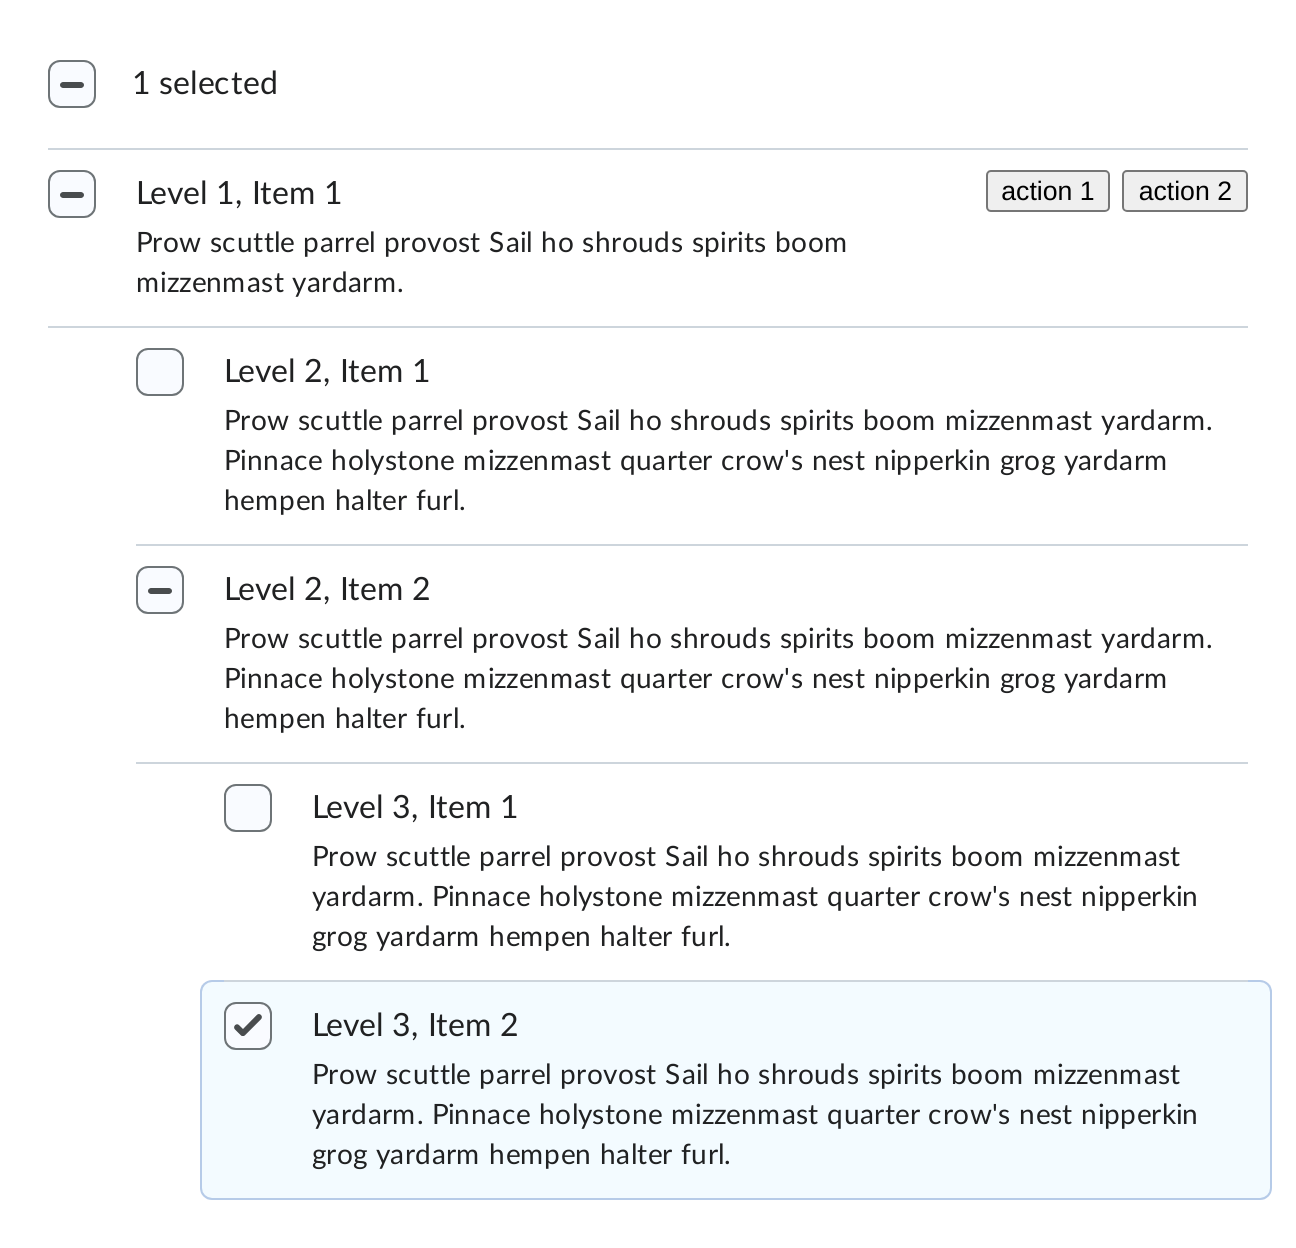 1 selected
Level 1, Item 1
action 1
action 2
Prow scuttle parrel provost Sail ho shrouds spirits boom
mizzenmast yardarm.
Level 2, Item 1
Prow scuttle parrel provost Sail ho shrouds spirits boom mizzenmast yardarm.
Pinnace holystone mizzenmast quarter crow's nest nipperkin grog yardarm
hempen halter furl.
Level 2, Item 2
Prow scuttle parrel provost Sail ho shrouds spirits boom mizzenmast yardarm.
Pinnace holystone mizzenmast quarter crow's nest nipperkin grog yardarm
hempen halter furl.
Level 3, Item 1
Prow scuttle parrel provost Sail ho shrouds spirits boom mizzenmast
yardarm. Pinnace holystone mizzenmast quarter crow's nest nipperkin
grog yardarm hempen halter furl.
Level 3, Item 2
Prow scuttle parrel provost Sail ho shrouds spirits boom mizzenmast
yardarm. Pinnace holystone mizzenmast quarter crow's nest nipperkin
grog yardarm hempen halter furl.